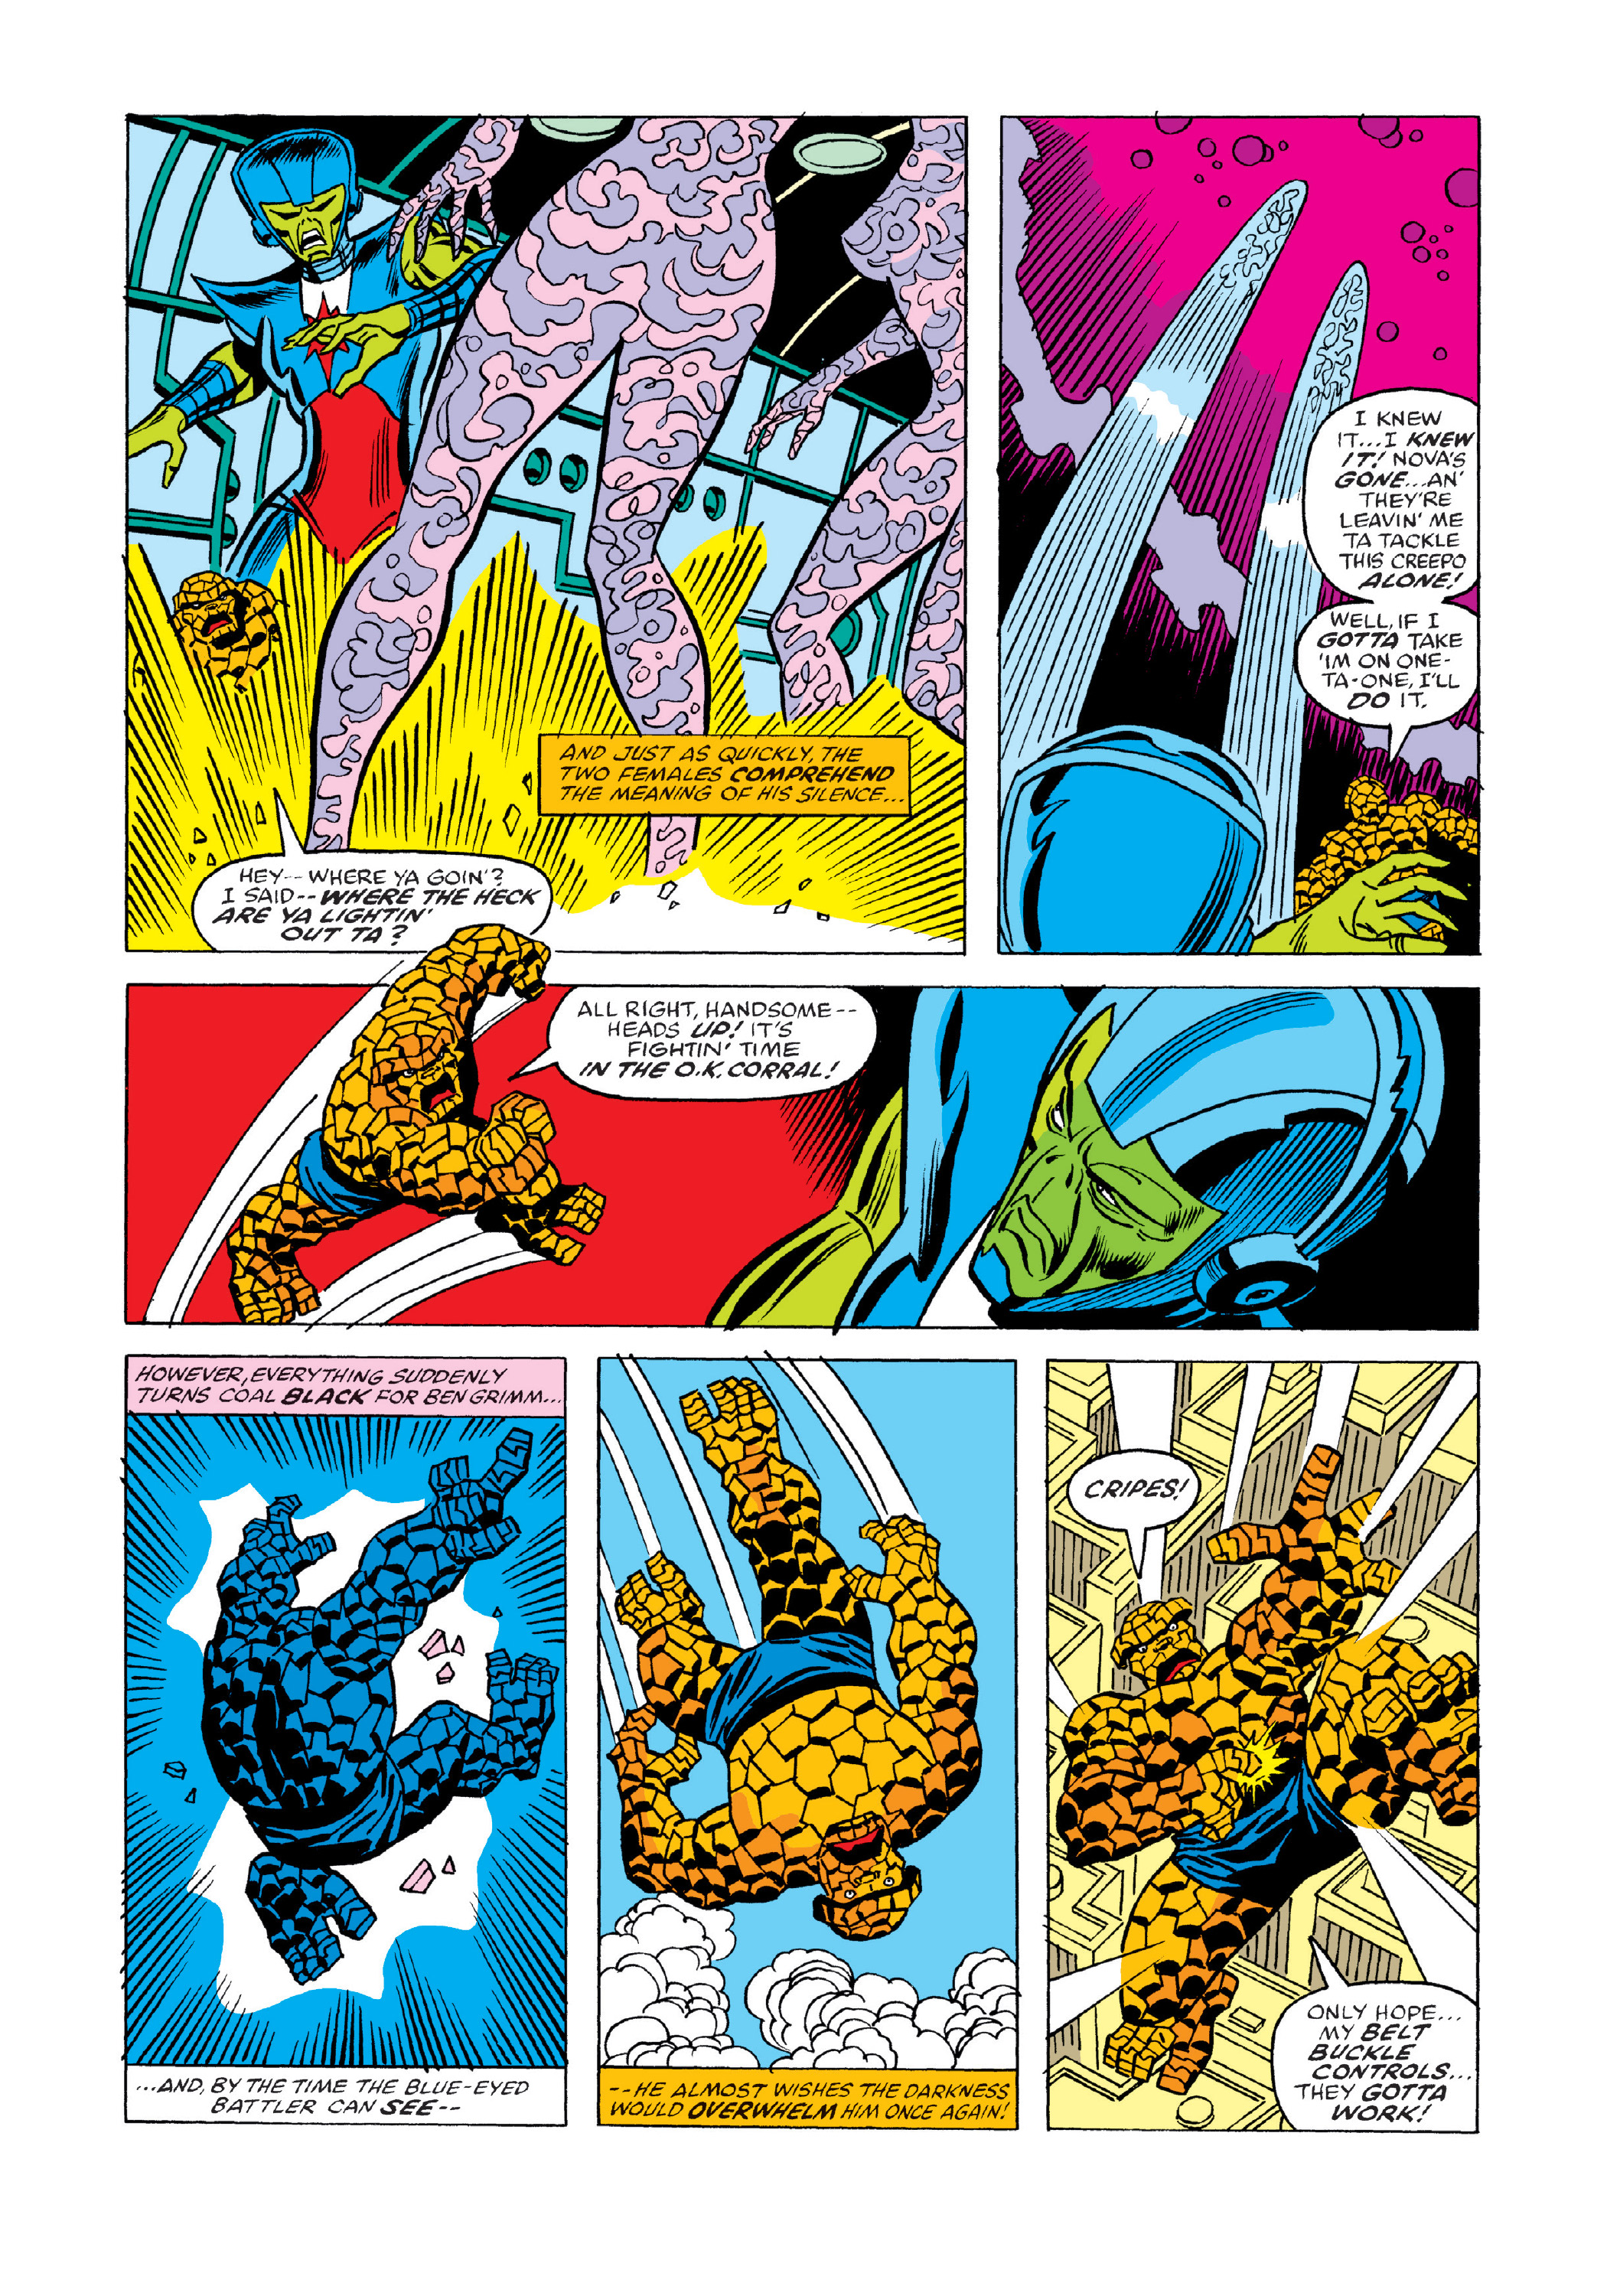 AND JUST AS QUICKLY, THE
TWO FEMALES COMPREHEND
THE MEANING OF HIS SILENCE...
HEY-- WHERE YA GOIN'?
I SAID-- WHERE THE HECK
ARE YA LIGHTIN'
OUT TA?
I KNEW
IT...I KNEW
IT! NOVA'S
GONE...AN'
THEY'RE
LEAVIN' ME
TA TACKLE
THIS CREEPO
ALONE!
WELL, IF I
GOTTA TAKE
'IM ON ONE-
TA-ONE, I'LL
DO IT.
ALL RIGHT, HANDSOME--
HEADS UP! IT'S
FIGHTIN' TIME
IN THE O.K. CORRAL!
HOWEVER, EVERYTHING SUDDENLY
TURNS COAL BLACK FOR BEN GRIMM...
...AND, BY THE TIME THE BLUE-EYED
BATTLER CAN SEE--
--HE ALMOST WISHES THE DARKNESS
WOULD OVERWHELM HIM ONCE AGAIN!
CRIPES!
ONLY HOPE...
MY BELT
BUCKLE
CONTROLS...
THEY GOTTA
WORK!